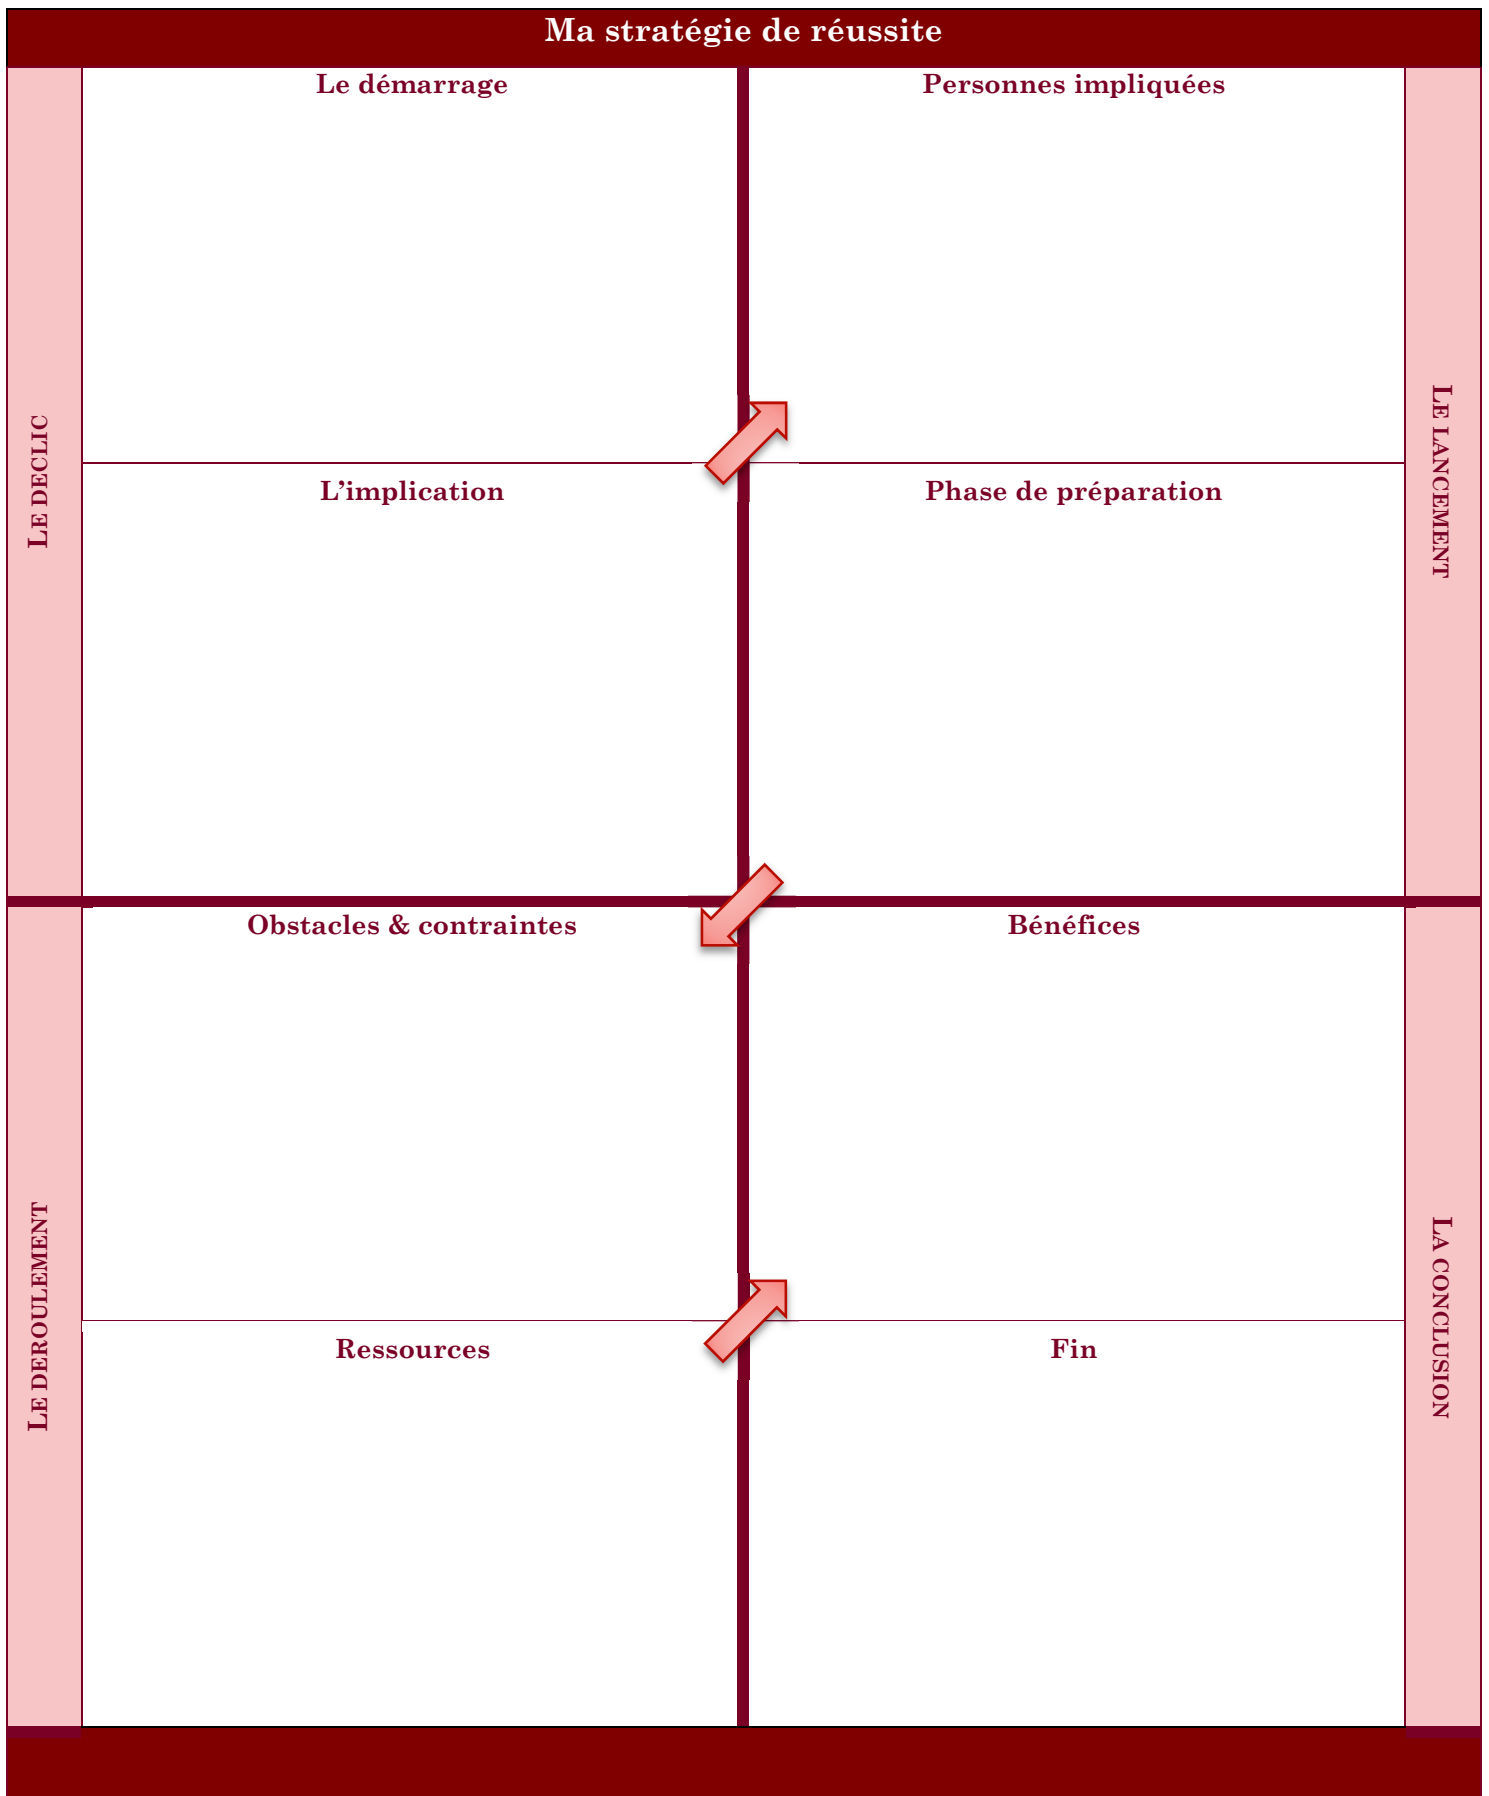 Ma stratégie de réussite
LE DECLIC
Le démarrage
L'implication
LE LANCEMENT
Personnes impliquées
Phase de préparation
LE DEROULEMENT
Obstacles & contraintes
Ressources
LA CONCLUSION
Bénéfices
Fin